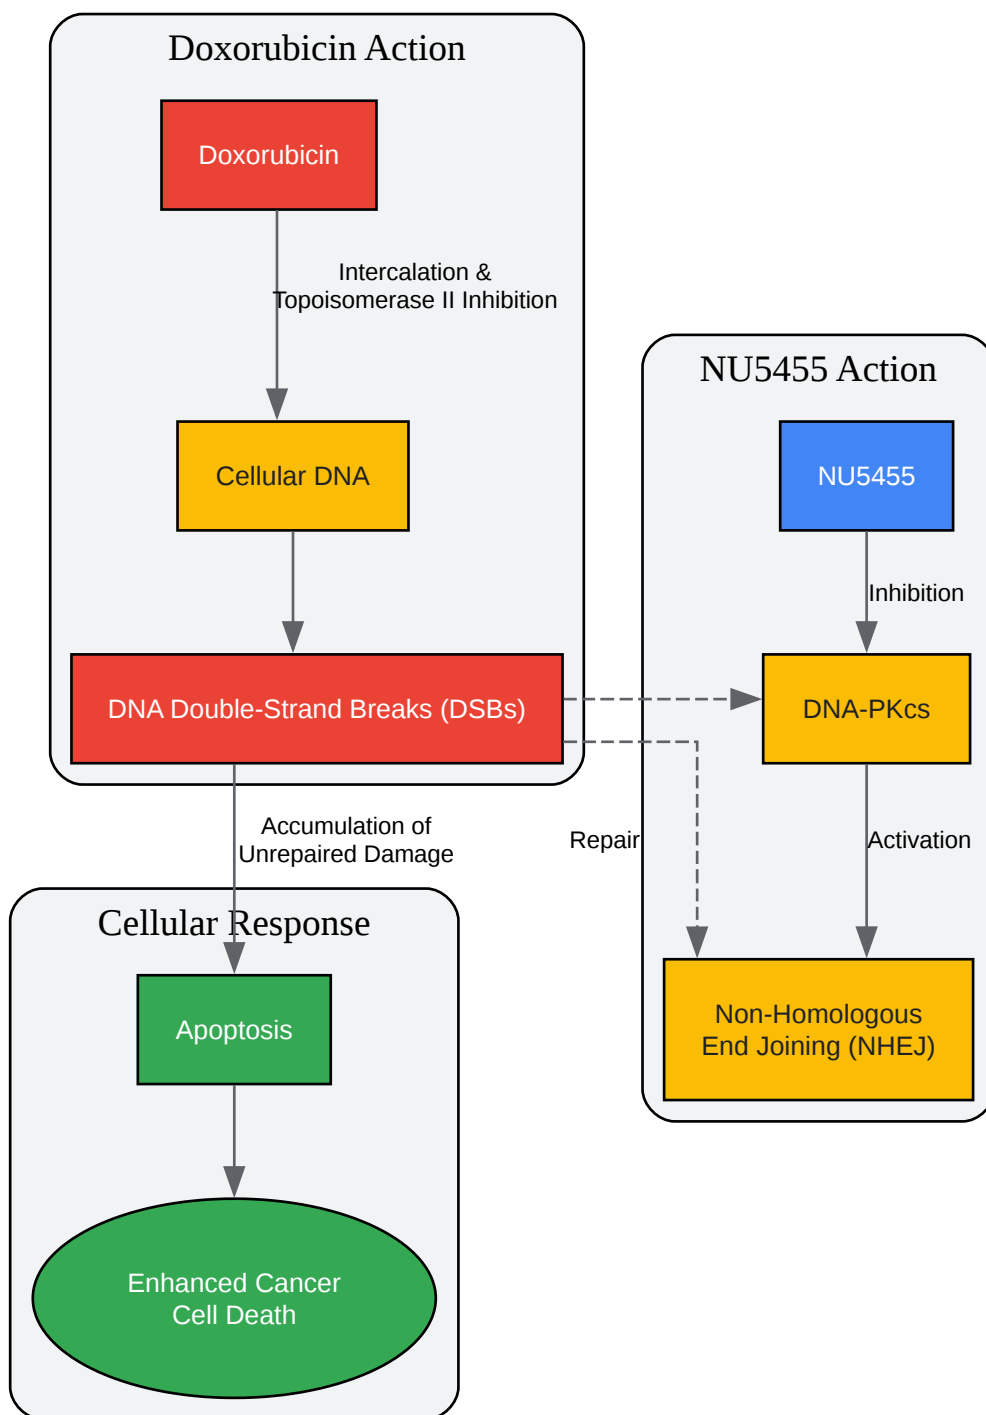 Doxorubicin Action
Doxorubicin
Intercalation &
Topoisomerase II Inhibition
Cellular DNA
DNA Double-Strand Breaks (DSBs)
NU5455 Action
NU5455
Inhibition
DNA-PKcs
Repair
Activation
Non-Homologous
End Joining (NHEJ)
Accumulation of
Unrepaired Damage
Cellular Response
Apoptosis
Enhanced Cancer
Cell Death